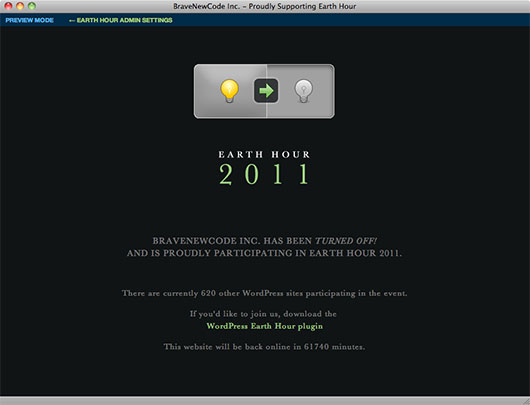 BraveNewCode Inc. – Proudly Supporting Earth Hour
PREVIEW MODE
← EARTH HOUR ADMIN SETTINGS
EARTH HOUR
2011
BRAVENEWCODE INC. HAS BEEN TURNED OFF!
AND IS PROUDLY PARTICIPATING IN EARTH HOUR 2011.
There are currently 620 other WordPress sites participating in the event.
If you'd like to join us, download the
WordPress Earth Hour plugin
This website will be back online in 61740 minutes.